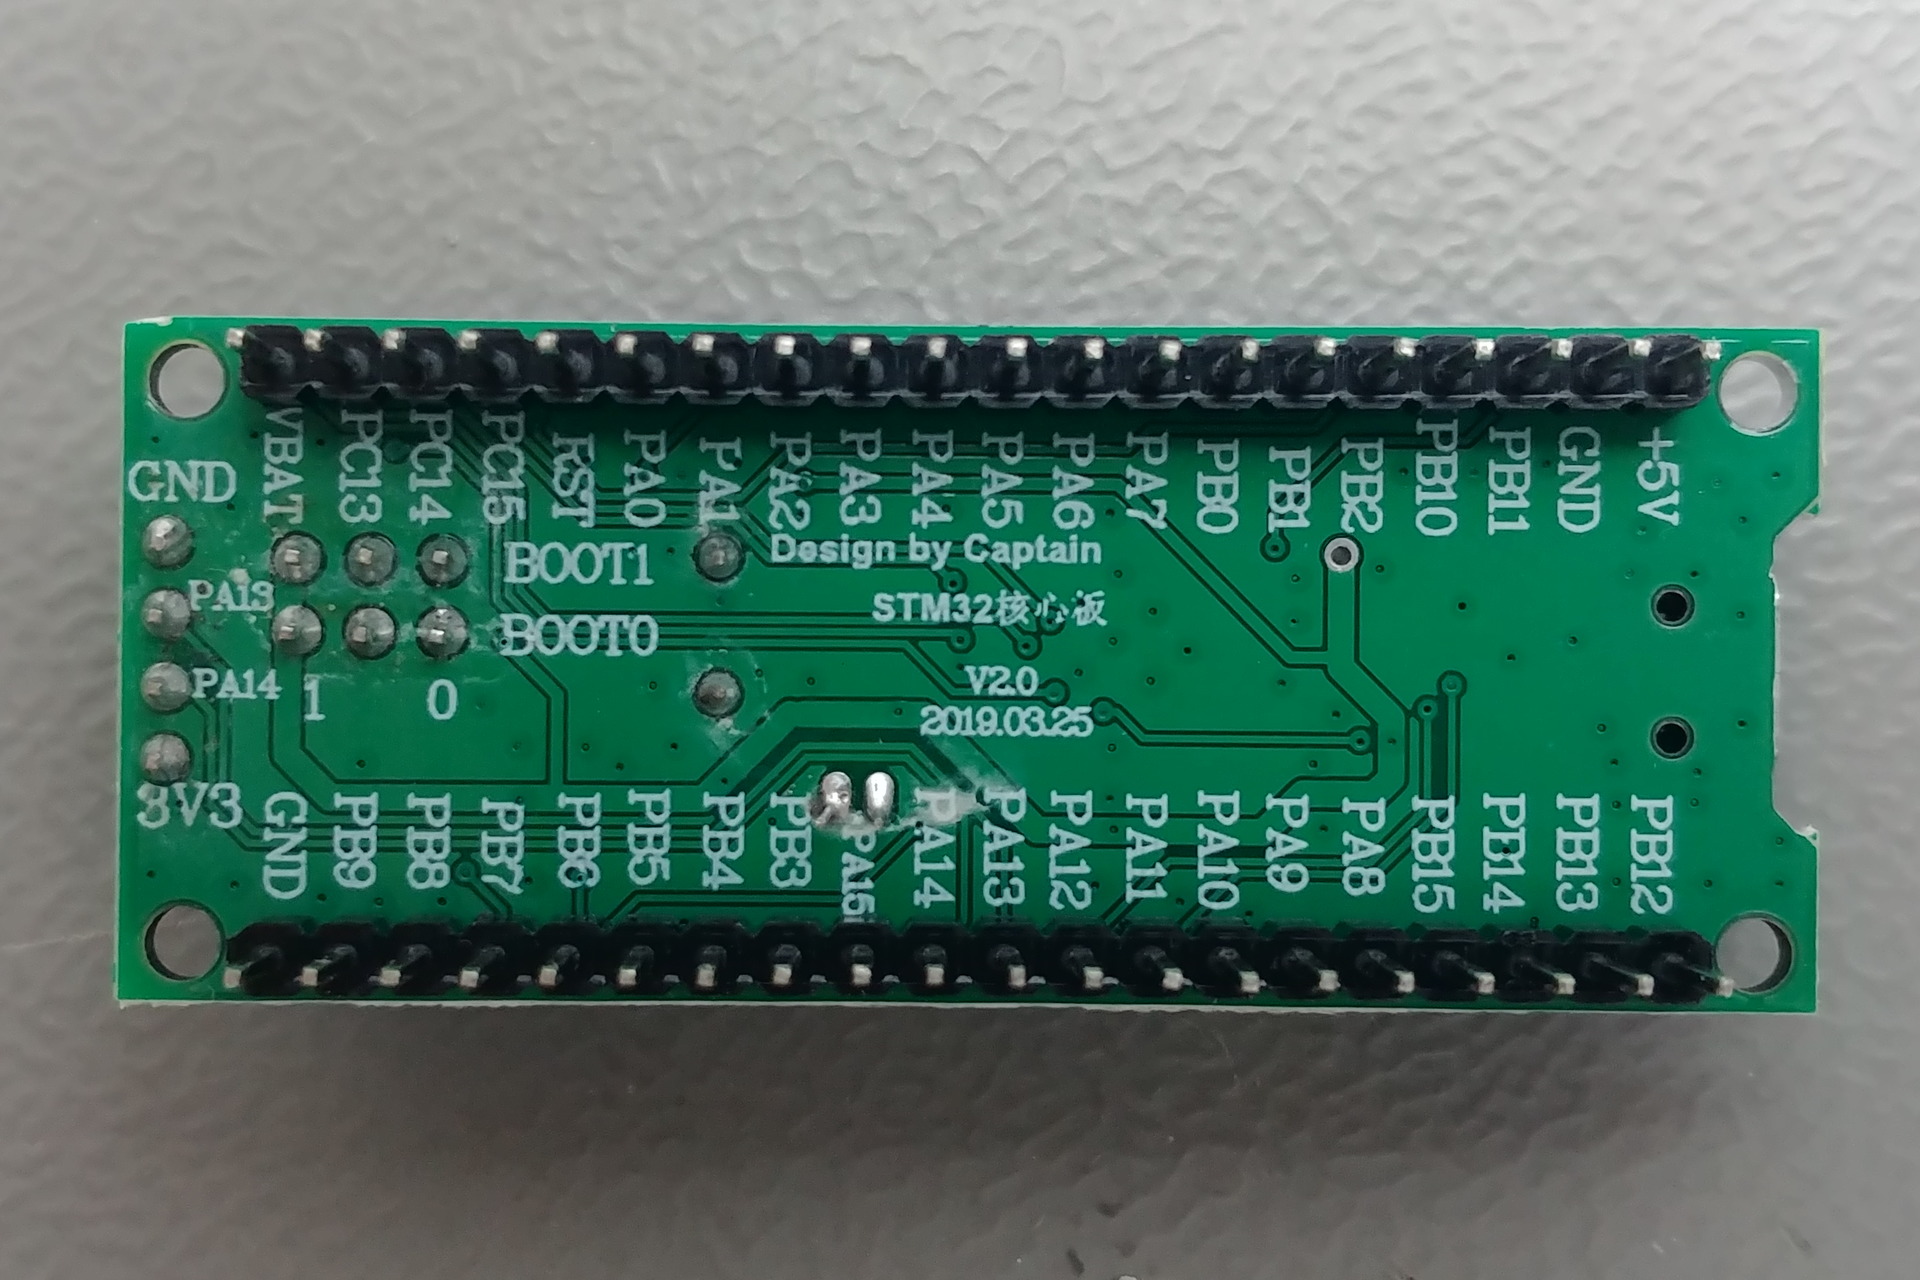 VBAT PC13 PC14 PC15 RST PA0 PA1 PA2 PA3 PA4 PA5 PA6 PA7 PB0 PB1 PB2 PB10 PB11 GND +5V
GND
BOOT1
Design by Captain
PA13
STM32核心板
BOOT0
PA14
1 0
V2.0
2019.03.25
3V3
GND PB9 PB8 PB7 PB6 PB5 PB4 PB3 PA15 PA14 PA13 PA12 PA11 PA10 PA9 PA8 PB15 PB14 PB13 PB12